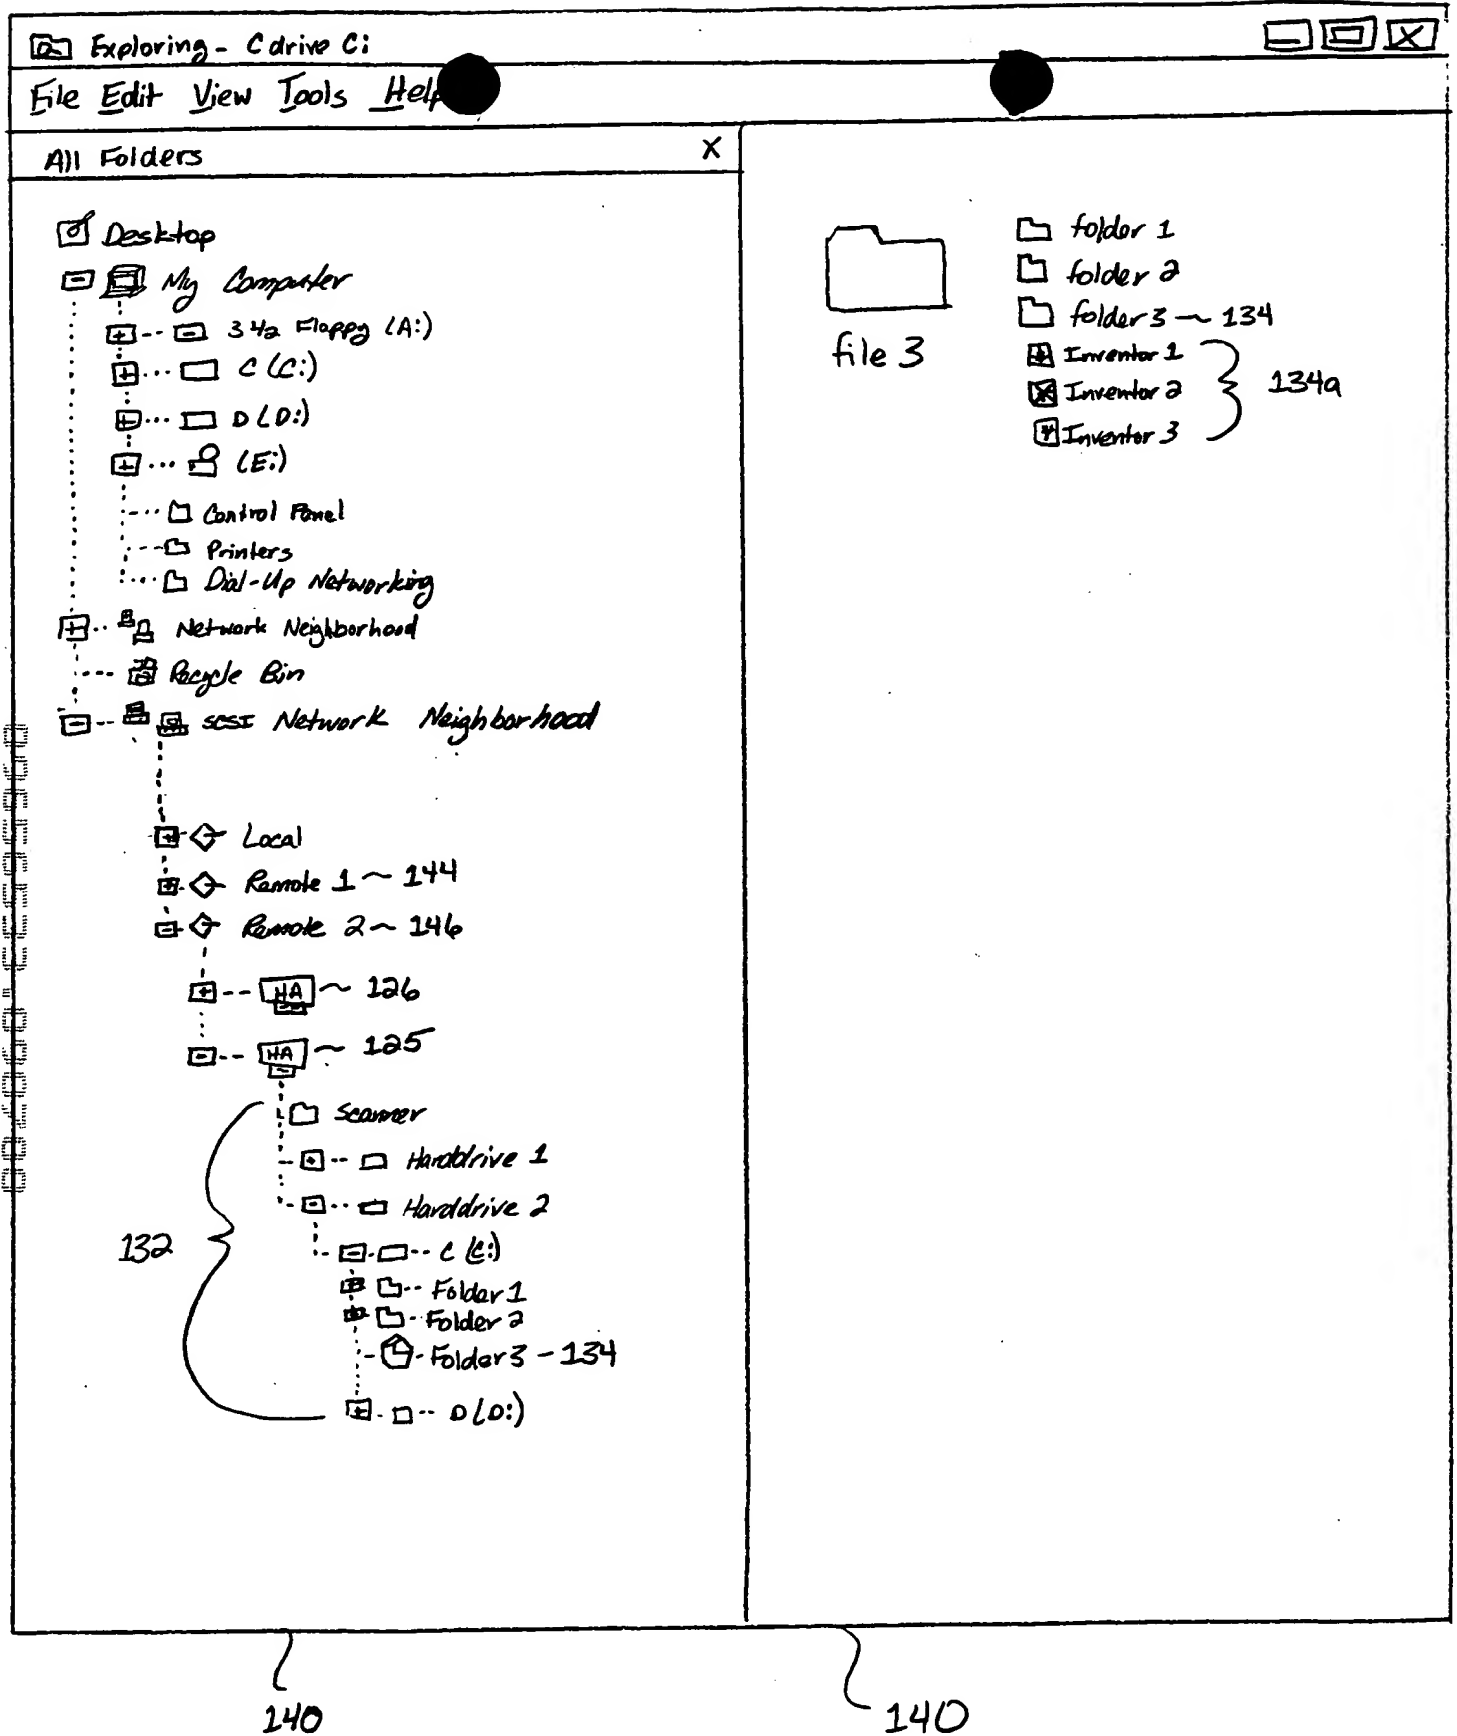 Exploring - C drive C:
File Edit View Tools Help
All Folders X
Desktop
My Computer
3 1/2 Floppy (A:)
C (C:)
D (D:)
(E:)
Control Panel
Printers
Dial-Up Networking
Network Neighborhood
Recycle Bin
SCSI Network Neighborhood
Local
Remote 1 ~ 144
Remote 2 ~ 146
HA ~ 126
HA ~ 125
Scanner
Harddrive 1
Harddrive 2
132
C (C:)
Folder 1
Folder 2
Folder 3 - 134
D (D:)
file 3
folder 1
folder 2
folder 3 ~ 134
Inventor 1
Inventor 2
Inventor 3
134a
140
140